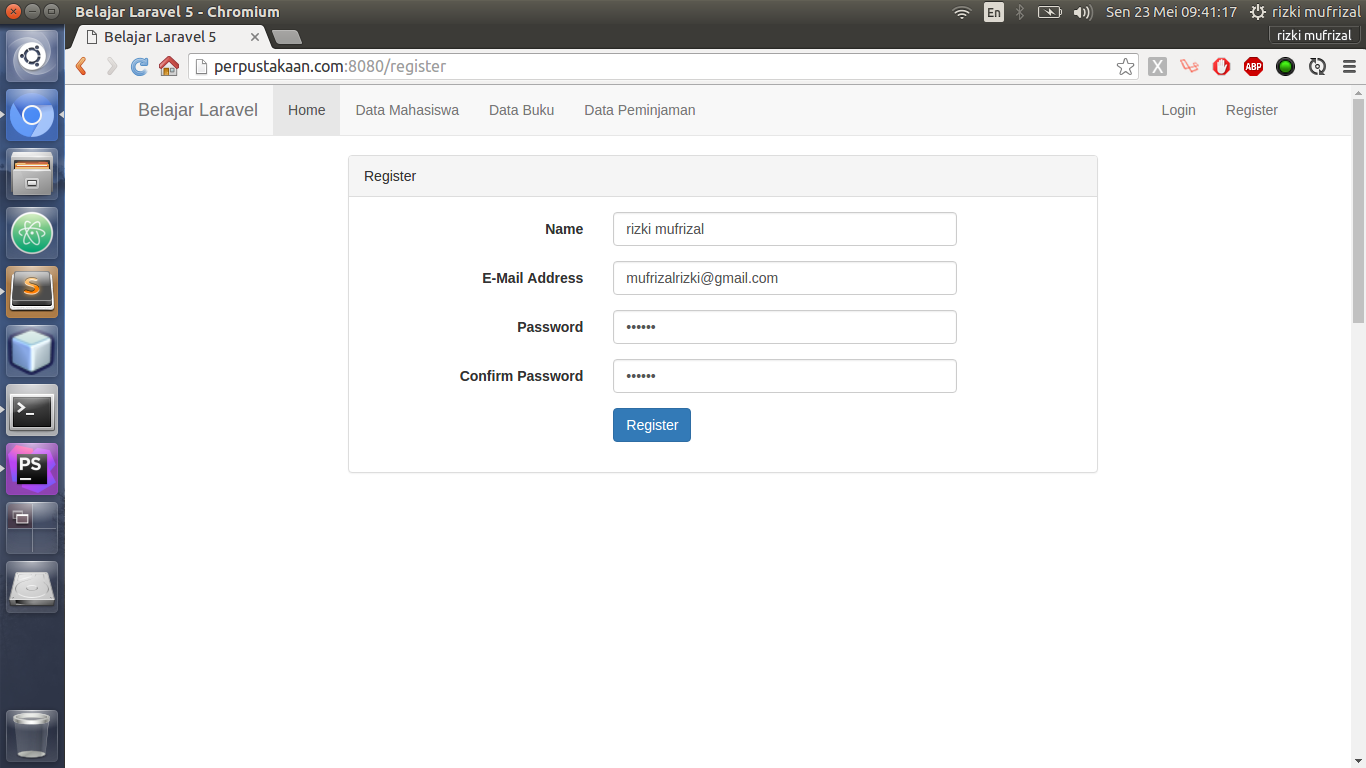 Belajar Laravel 5 - Chromium
En
Sen 23 Mei 09:41:17
rizki mufrizal
Belajar Laravel 5
rizki mufrizal
perpustakaan.com:8080/register
X
ABP
Belajar Laravel
Home
Data Mahasiswa
Data Buku
Data Peminjaman
Login
Register
Register
Name
rizki mufrizal
E-Mail Address
mufrizalrizki@gmail.com
Password
••••••
Confirm Password
••••••
Register
S
>_
PS